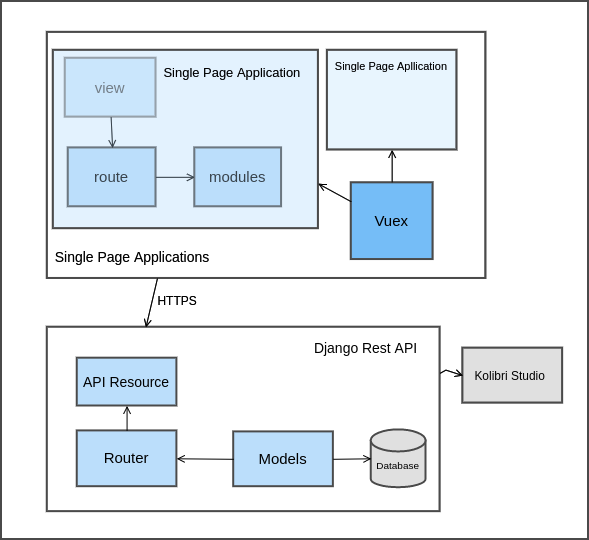 Single Page Application
Single Page Apllication
view
route
modules
Vuex
Single Page Applications
HTTPS
Django Rest API
API Resource
Kolibri Studio
Router
Models
Database